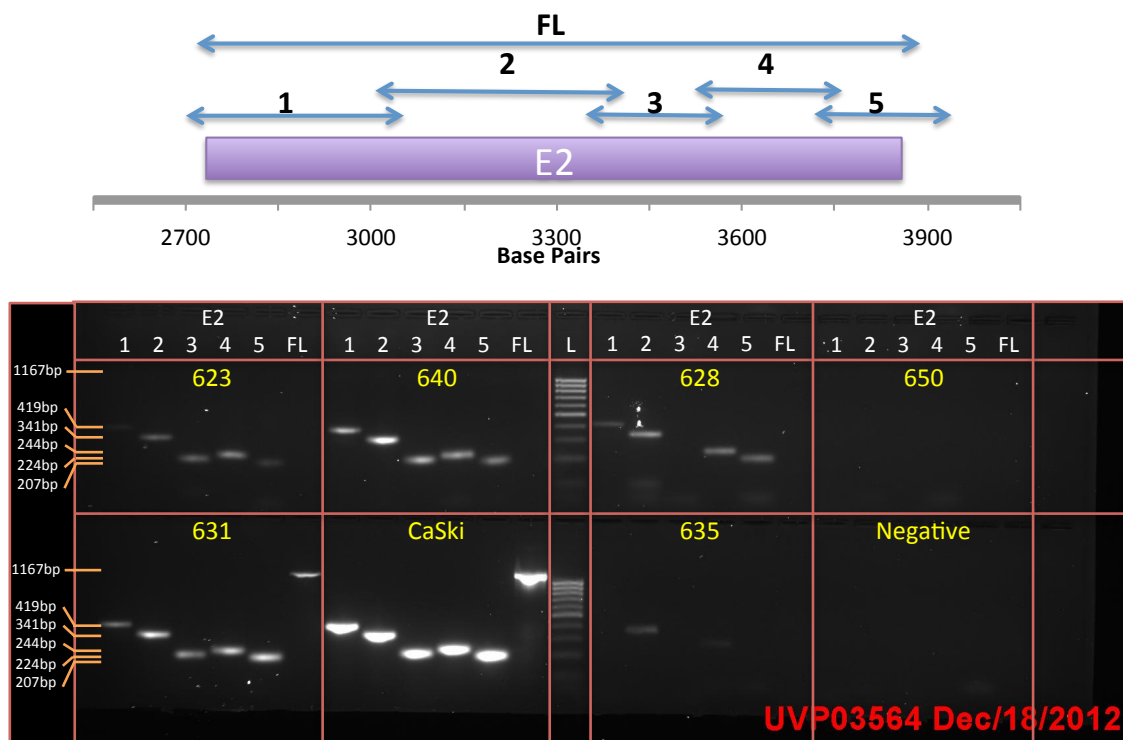 FL
2
4
1
3
5
E2
2700 3000 3300 3600 3900
Base Pairs
E2 E2 E2 E2
1 2 3 4 5 FL 1 2 3 4 5 FL L 1 2 3 4 5 FL 1 2 3 4 5 FL
1167bp 623 640 628 650
419bp
341bp
244bp
224bp
207bp
631 CaSki 635 Negative
1167bp
419bp
341bp
244bp
224bp
207bp
UVP03564 Dec/18/2012